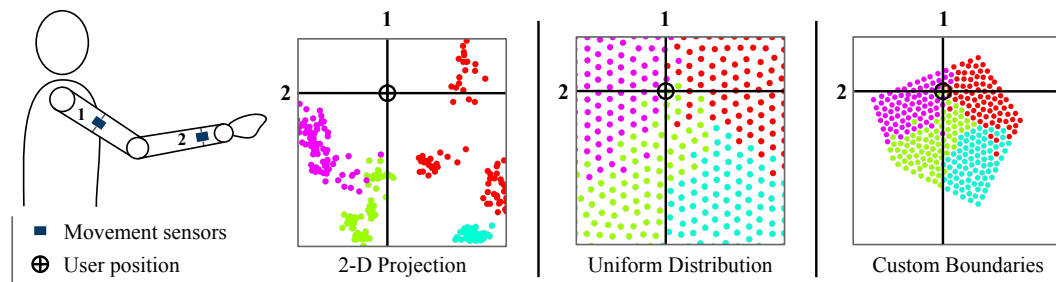 1
2
Movement sensors
User position
1
2
2-D Projection
1
2
Uniform Distribution
1
2
Custom Boundaries